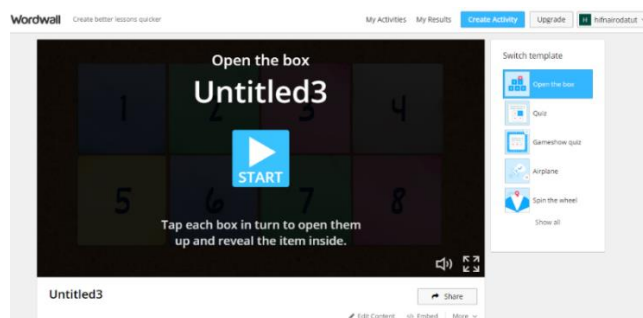 Wordwall Create better lessons quicker My Activities My Results Create Activity Upgrade H hifnairodatut
Open the box
Untitled3
1 2 3 4
START
5 6 7 8
Tap each box in turn to open them
up and reveal the item inside.
Switch template
Open the box
Quiz
Gameshow quiz
Airplane
Spin the wheel
Show all
Untitled3
Share
Edit Content Embed More